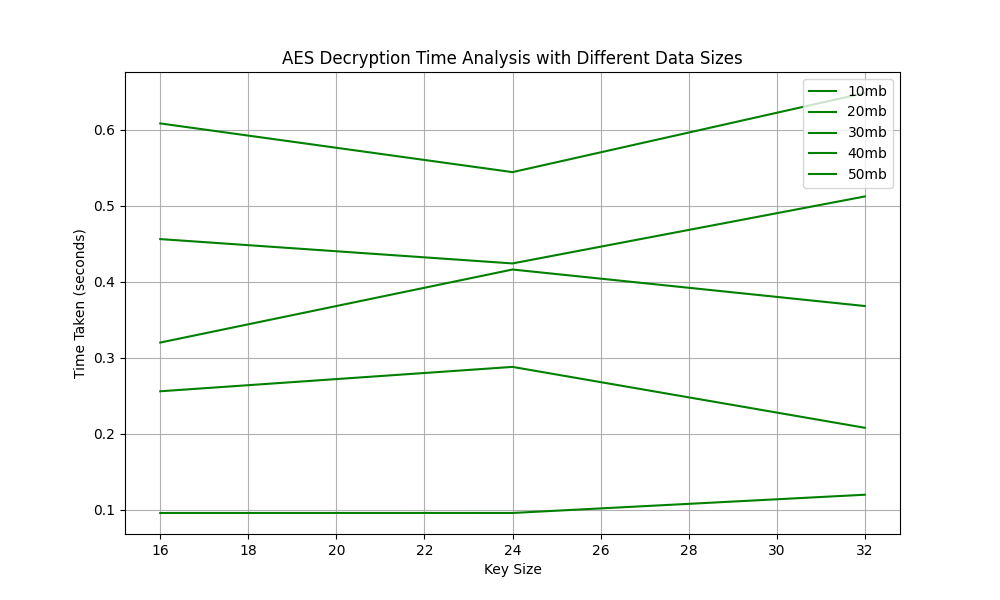 AES Decryption Time Analysis with Different Data Sizes
10mb
20mb
30mb
40mb
50mb
0.6
0.5
0.4
0.3
0.2
0.1
Time Taken (seconds)
16 18 20 22 24 26 28 30 32
Key Size